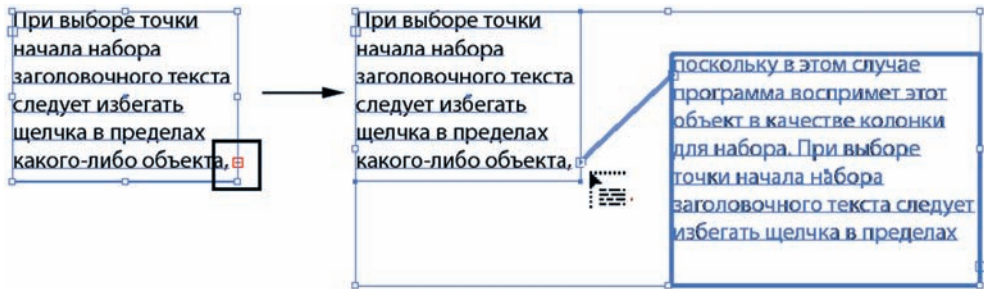 При выборе точки
начала набора
заголовочного текста
следует избегать
щелчка в пределах
какого-либо объекта,
При выборе точки
начала набора
заголовочного текста
следует избегать
щелчка в пределах
какого-либо объекта,
поскольку в этом случае
программа воспримет этот
объект в качестве колонки
для набора. При выборе
точки начала набора
заголовочного текста следует
избегать щелчка в пределах